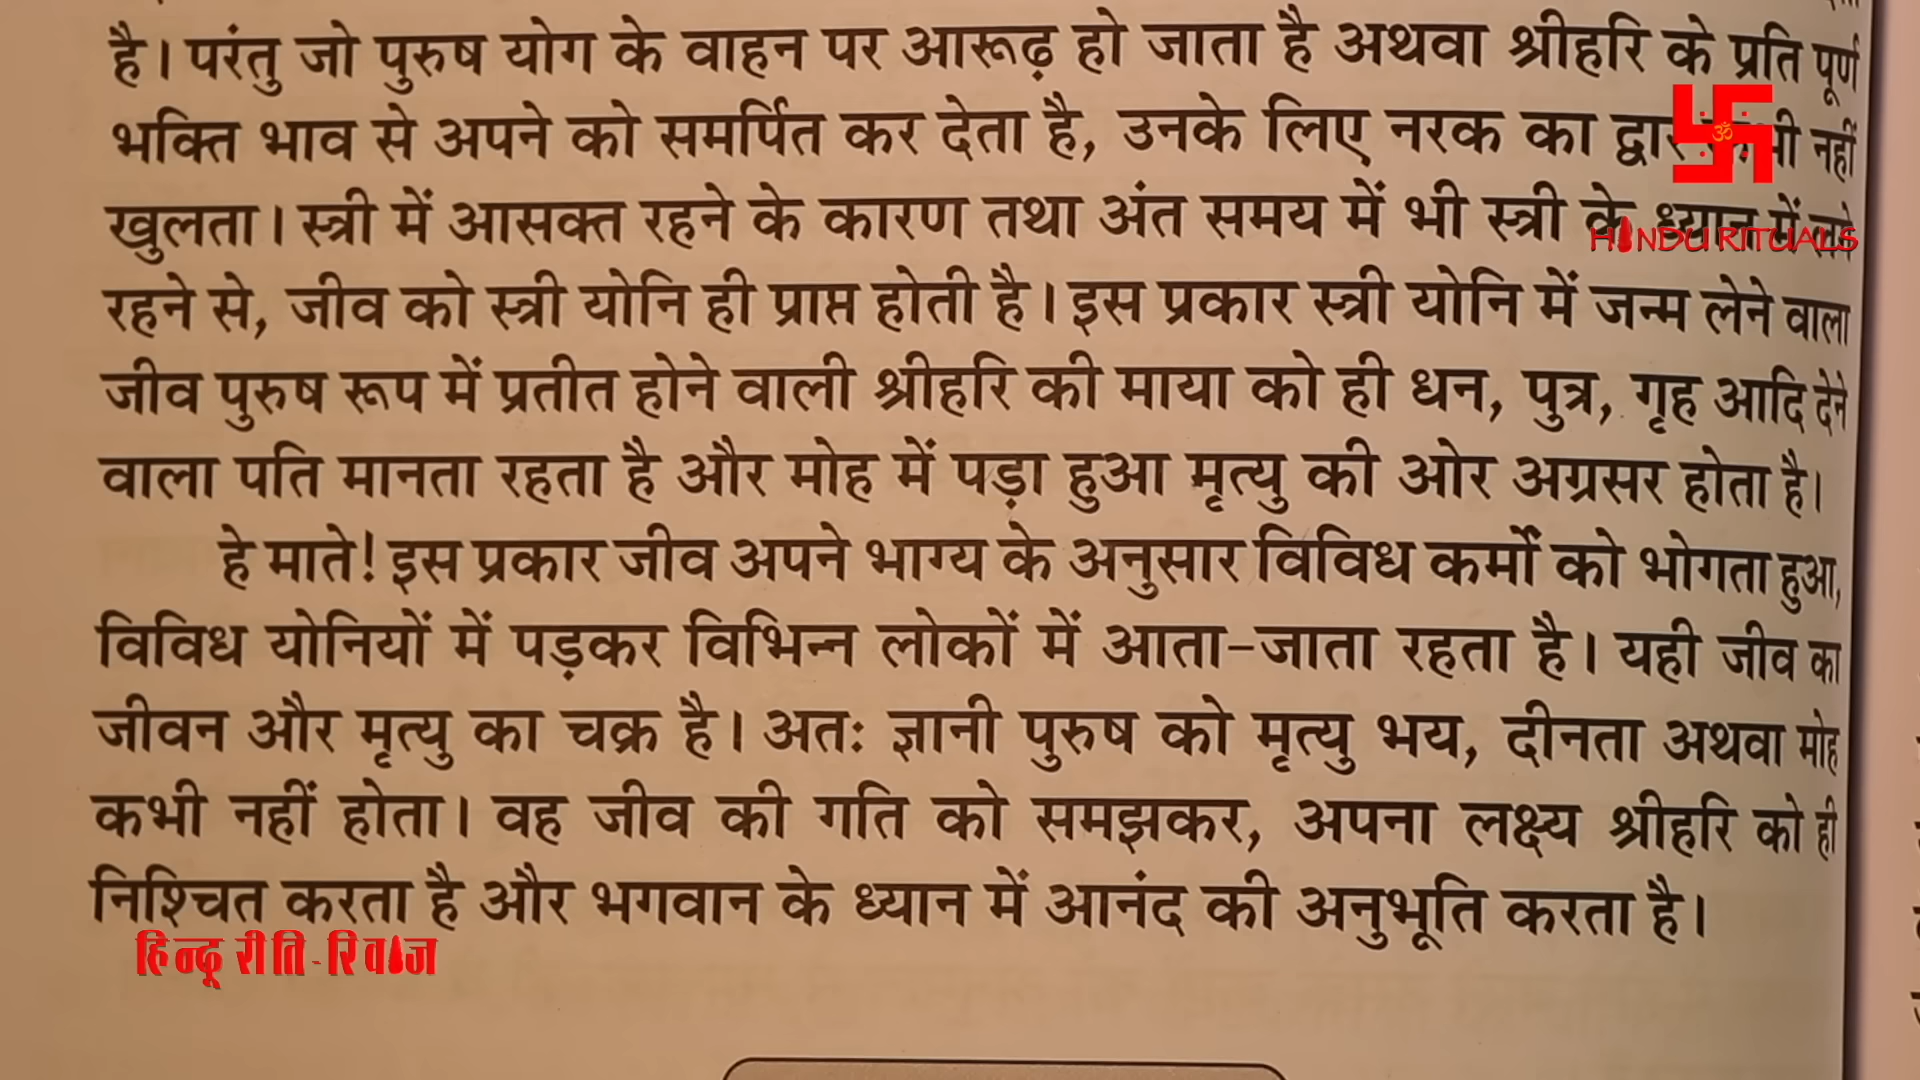 है। परंतु जो पुरुष योग के वाहन पर आरूढ़ हो जाता है अथवा श्रीहरि के प्रति पूर्ण
भक्ति भाव से अपने को समर्पित कर देता है, उनके लिए नरक का द्वार नहीं
खुलता। स्त्री में आसक्त रहने के कारण तथा अंत समय में भी स्त्री के ध्यान में
HINDU RITUALS
रहने से, जीव को स्त्री योनि ही प्राप्त होती है। इस प्रकार स्त्री योनि में जन्म लेने वाला
जीव पुरुष रूप में प्रतीत होने वाली श्रीहरि की माया को ही धन, पुत्र, गृह आदि देने
वाला पति मानता रहता है और मोह में पड़ा हुआ मृत्यु की ओर अग्रसर होता है।
हे माते! इस प्रकार जीव अपने भाग्य के अनुसार विविध कर्मों को भोगता हुआ,
विविध योनियों में पड़कर विभिन्न लोकों में आता-जाता रहता है। यही जीव का
जीवन और मृत्यु का चक्र है। अतः ज्ञानी पुरुष को मृत्यु भय, दीनता अथवा मोह
कभी नहीं होता। वह जीव की गति को समझकर, अपना लक्ष्य श्रीहरि को ही
निश्चित करता है और भगवान के ध्यान में आनंद की अनुभूति करता है।
हिन्दू रीति-रिवाज